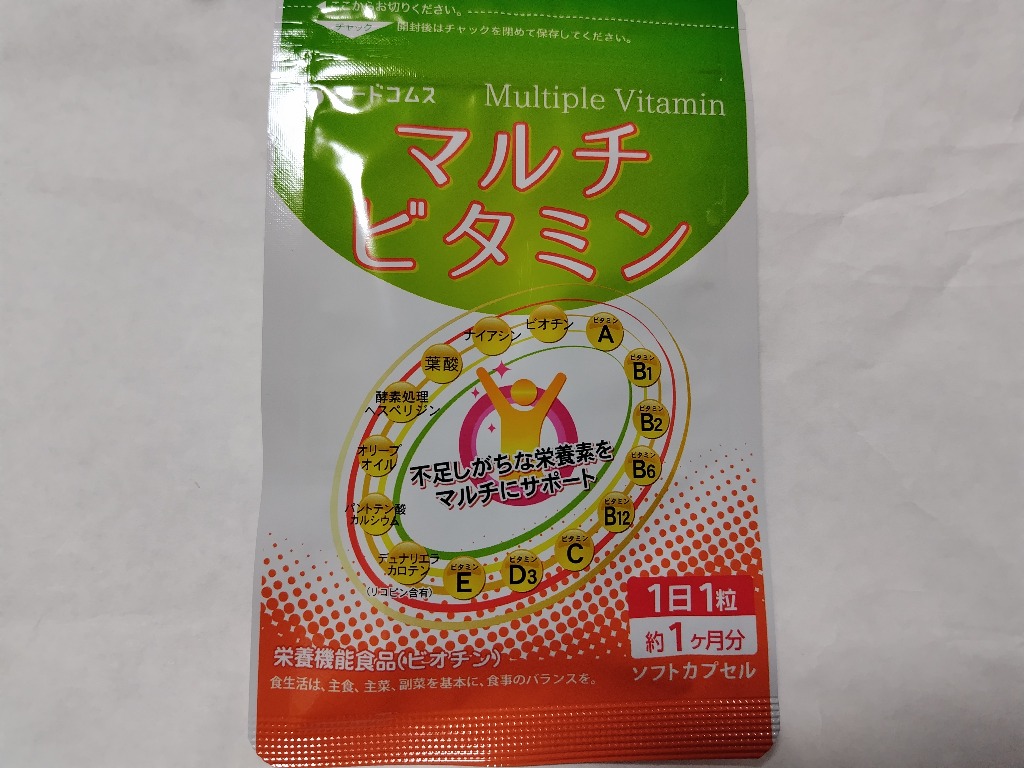 ここからお切りください。
チャック
開封後はチャックを閉めて保存してください。
ードコムス
Multiple Vitamin
マルチ
ビタミン
ビオチン
ナイアシン
葉酸
酵素処理
ヘスペリジン
オリーブ
オイル
パントテン酸
カルシウム
デュナリエラ
カロテン
(リコピン含有)
ビタミン
A
ビタミン
B1
ビタミン
B2
ビタミン
B6
ビタミン
B12
ビタミン
C
ビタミン
D3
ビタミン
E
不足しがちな栄養素を
マルチにサポート
1日1粒
約1ヶ月分
ソフトカプセル
栄養機能食品(ビオチン)
食生活は、主食、主菜、副菜を基本に、食事のバランスを。